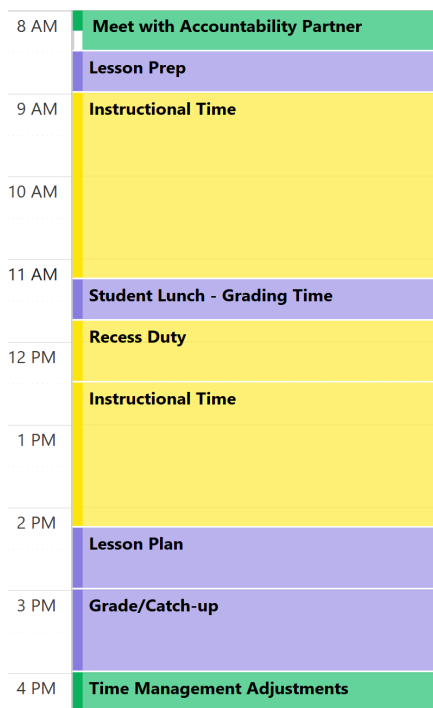 8 AM Meet with Accountability Partner
Lesson Prep
9 AM Instructional Time
10 AM
11 AM
Student Lunch - Grading Time
Recess Duty
12 PM
Instructional Time
1 PM
2 PM
Lesson Plan
3 PM Grade/Catch-up
4 PM Time Management Adjustments